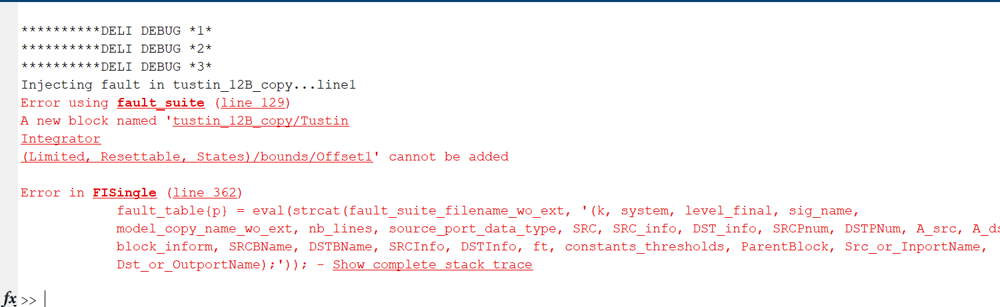 **********DELI DEBUG *1*
**********DELI DEBUG *2*
**********DELI DEBUG *3*
Injecting fault in tustin_12B_copy...line1
Error using fault_suite (line 129)
A new block named 'tustin_12B_copy/Tustin
Integrator
(Limited, Resettable, States)/bounds/Offset1' cannot be added
Error in FISingle (line 362)
fault_table{p} = eval(strcat(fault_suite_filename_wo_ext, '(k, system, level_final, sig_name,
model_copy_name_wo_ext, nb_lines, source_port_data_type, SRC, SRC_info, DST_info, SRCPnum, DSTPNum, A_src, A_ds
block_inform, SRCBName, DSTBName, SRCInfo, DSTInfo, ft, constants_thresholds, ParentBlock, Src_or_InportName,
Dst_or_OutportName);')); - Show complete stack trace
fx >>